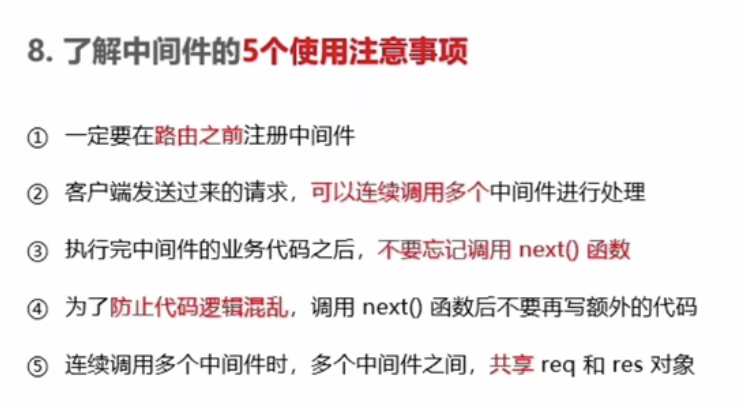 8. 了解中间件的5个使用注意事项
① 一定要在路由之前注册中间件
② 客户端发送过来的请求，可以连续调用多个中间件进行处理
③ 执行完中间件的业务代码之后，不要忘记调用 next() 函数
④ 为了防止代码逻辑混乱，调用 next() 函数后不要再写额外的代码
⑤ 连续调用多个中间件时，多个中间件之间，共享 req 和 res 对象